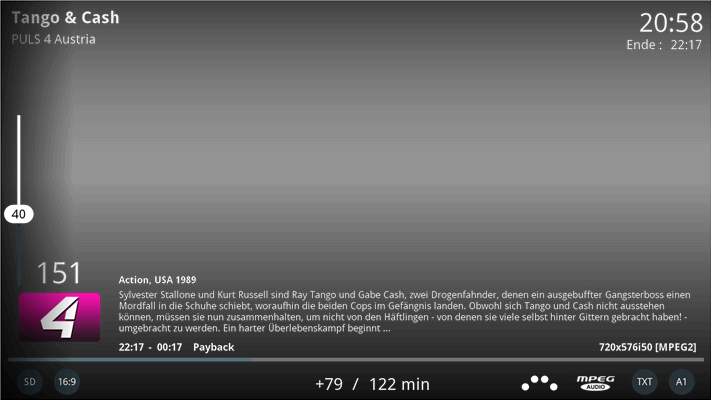 Tango & Cash
20:58
PULS 4 Austria
Ende : 22:17
40
151
4
Action, USA 1989
Sylvester Stallone und Kurt Russell sind Ray Tango und Gabe Cash, zwei Drogenfahnder, denen ein ausgebuffter Gangsterboss einen
Mordfall in die Schuhe schiebt, woraufhin die beiden Cops im Gefängnis landen. Obwohl sich Tango und Cash nicht ausstehen
können, müssen sie nun zusammenhalten, um nicht von den Häftlingen - von denen sie viele selbst hinter Gittern gebracht haben! -
umgebracht zu werden. Ein harter Überlebenskampf beginnt ...
22:17 - 00:17 Payback
720x576i50 [MPEG2]
SD
16:9
+79 / 122 min
MPEG
AUDIO
TXT
A1